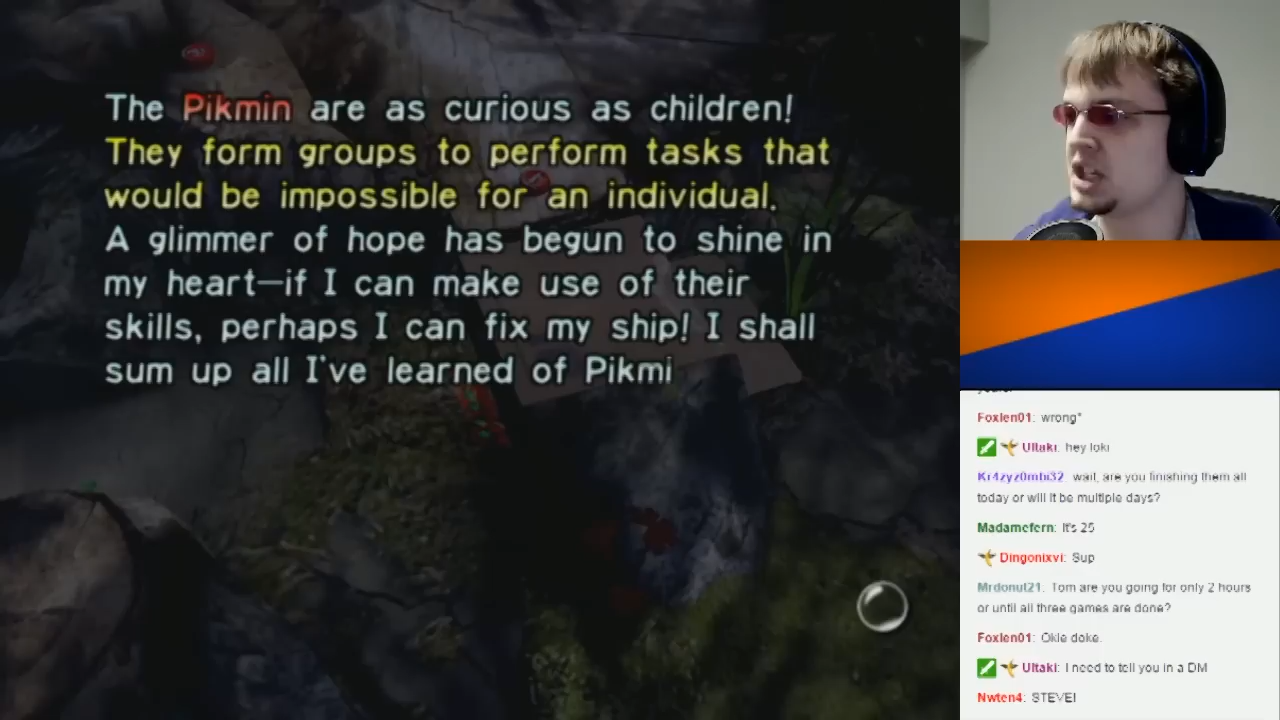 The Pikmin are as curious as children!
They form groups to perform tasks that
would be impossible for an individual.
A glimmer of hope has begun to shine in
my heart—if I can make use of their
skills, perhaps I can fix my ship! I shall
sum up all I've learned of Pikmi
Foxlen01: wrong*
Ultaki: hey loki
Kr4zyz0mbi32: wait, are you finishing them all
today or will it be multiple days?
Madamefern: It's 25
Dingonixvi: Sup
Mrdonut21: Tom are you going for only 2 hours
or until all three games are done?
Foxlen01: Okie doke.
Ultaki: I need to tell you in a DM
Nwten4: STEVE!